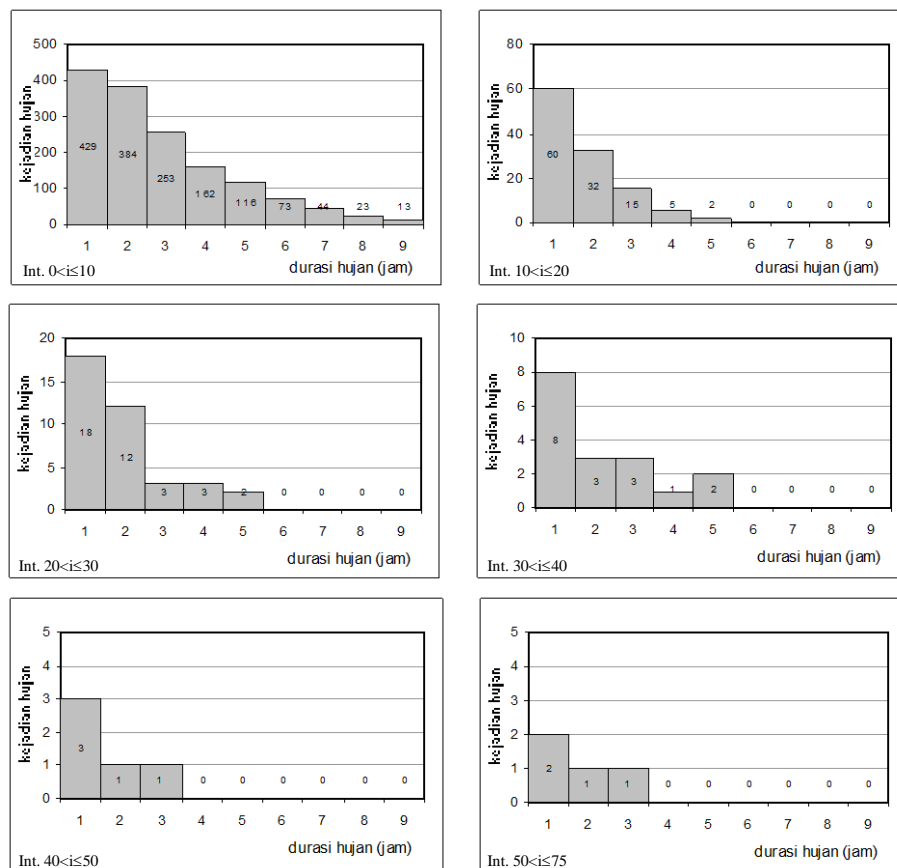 500
400
300
200
100
0
kejadian hujan
429 384 253 162 116 73 44 23 13
1 2 3 4 5 6 7 8 9
durasi hujan (jam)
Int. 0<i≤10
80
60
40
20
0
kejadian hujan
60 32 15 5 2 0 0 0 0
1 2 3 4 5 6 7 8 9
durasi hujan (jam)
Int. 10<i≤20
20
15
10
5
0
kejadian hujan
18 12 3 3 2 0 0 0 0
1 2 3 4 5 6 7 8 9
durasi hujan (jam)
Int. 20<i≤30
10
8
6
4
2
0
kejadian hujan
8 3 3 1 2 0 0 0 0
1 2 3 4 5 6 7 8 9
durasi hujan (jam)
Int. 30<i≤40
5
4
3
2
1
0
kejadian hujan
3 1 1 0 0 0 0 0 0
1 2 3 4 5 6 7 8 9
durasi hujan (jam)
Int. 40<i≤50
5
4
3
2
1
0
kejadian hujan
2 1 1 0 0 0 0 0 0
1 2 3 4 5 6 7 8 9
durasi hujan (jam)
Int. 50<i≤75